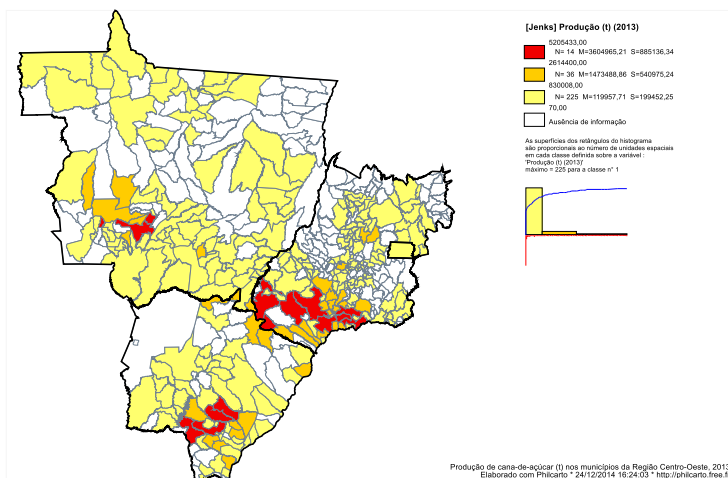 [Jenks] Produção (t) (2013)
5205433,00
N= 14 M=3604965,21 S=885136,34
2614400,00
N= 36 M=1473488,86 S=540975,24
830008,00
N= 225 M=119957,71 S=199452,25
70,00
Ausência de informação
As superfícies dos retângulos do histograma
são proporcionais ao número de unidades espaciais
em cada classe definida sobre a variável :
'Produção (t) (2013)'
máximo = 225 para a classe n° 1
Produção de cana-de-açúcar (t) nos municípios da Região Centro-Oeste, 2013
Elaborado com Philcarto * 24/12/2014 16:24:03 * http://philcarto.free.f